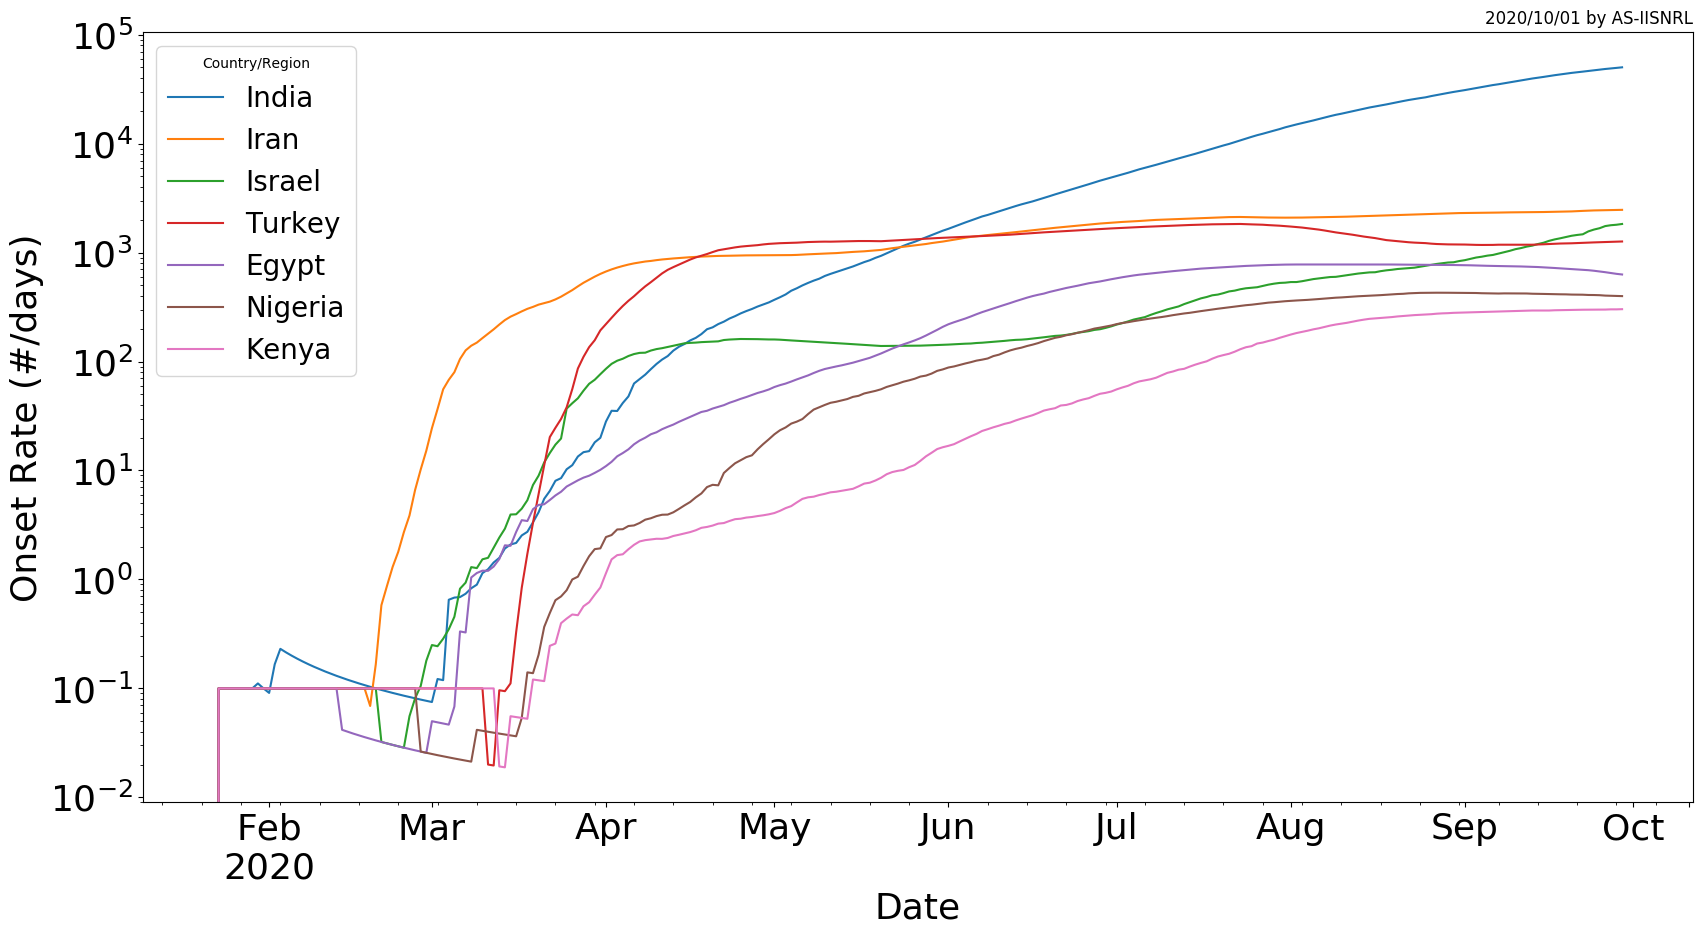 2020/10/01 by AS-IISNRL
Onset Rate (#/days)
10^5
10^4
10^3
10^2
10^1
10^0
10^−1
10^−2
Country/Region
India
Iran
Israel
Turkey
Egypt
Nigeria
Kenya
Feb Mar Apr May Jun Jul Aug Sep Oct
2020
Date